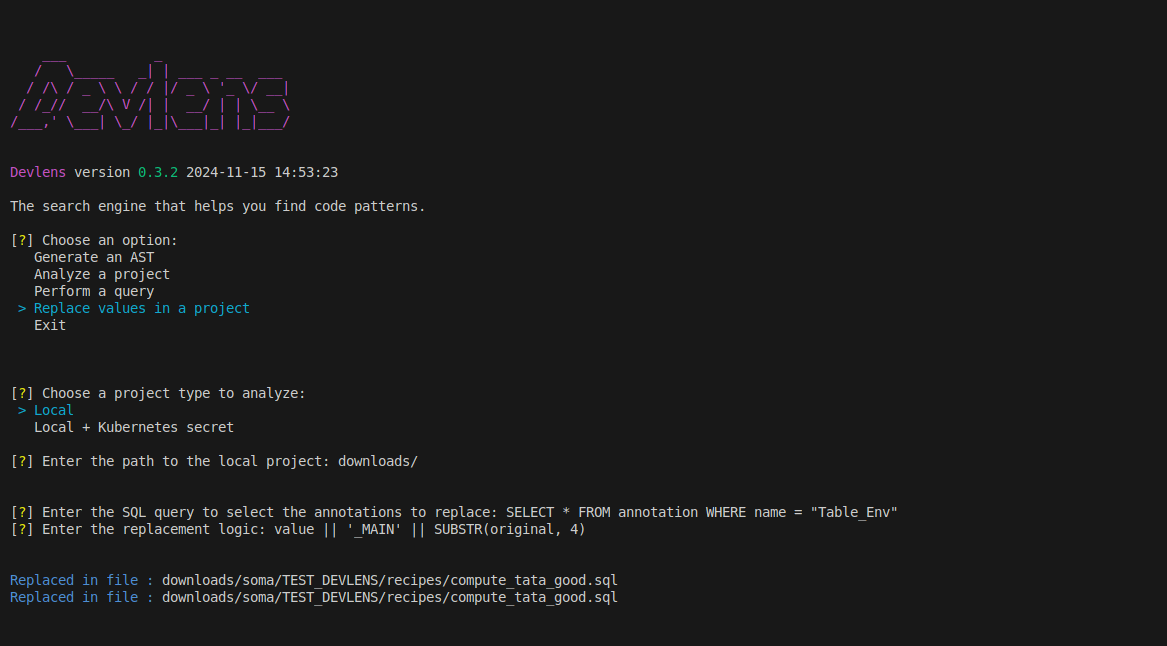 Devlens
Devlens version 0.3.2 2024-11-15 14:53:23
The search engine that helps you find code patterns.
[?] Choose an option:
Generate an AST
Analyze a project
Perform a query
> Replace values in a project
Exit
[?] Choose a project type to analyze:
> Local
Local + Kubernetes secret
[?] Enter the path to the local project: downloads/
[?] Enter the SQL query to select the annotations to replace: SELECT * FROM annotation WHERE name = "Table_Env"
[?] Enter the replacement logic: value || '_MAIN' || SUBSTR(original, 4)
Replaced in file : downloads/soma/TEST_DEVLENS/recipes/compute_tata_good.sql
Replaced in file : downloads/soma/TEST_DEVLENS/recipes/compute_tata_good.sql